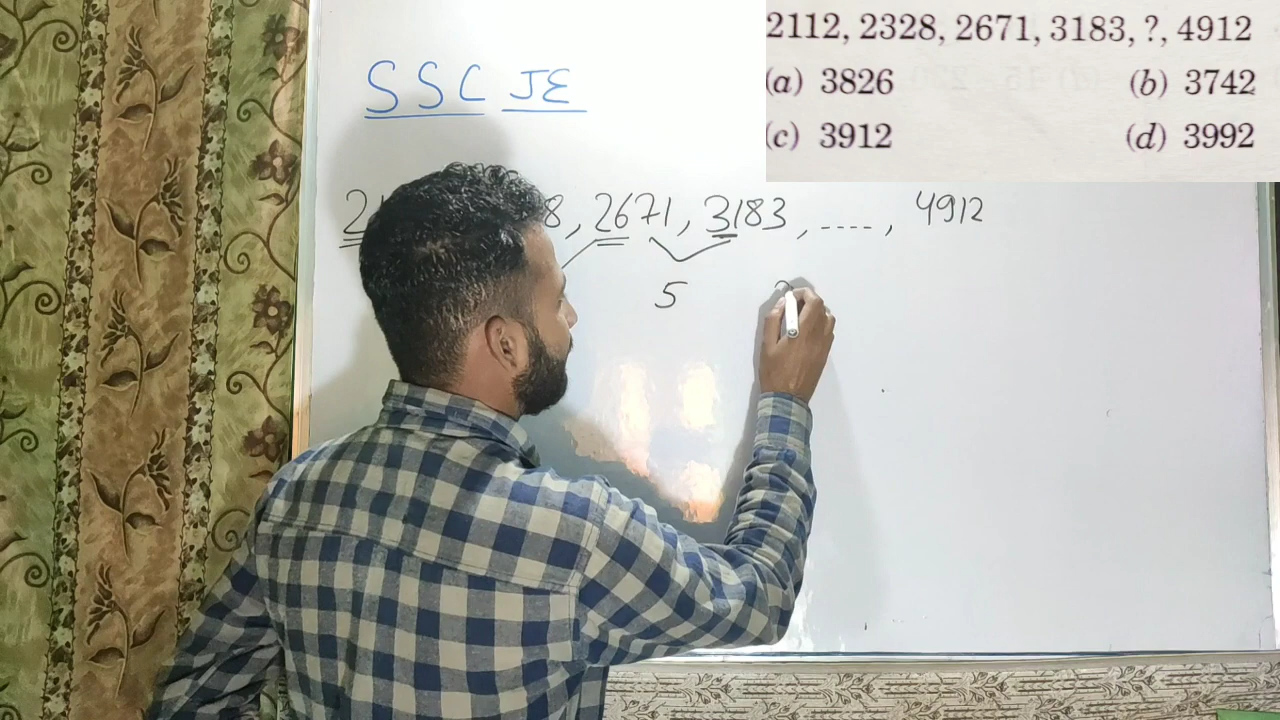 2112, 2328, 2671, 3183, ?, 4912
(a) 3826 (b) 3742
(c) 3912 (d) 3992
SSC JE
2671, 3183, ----, 4912
5